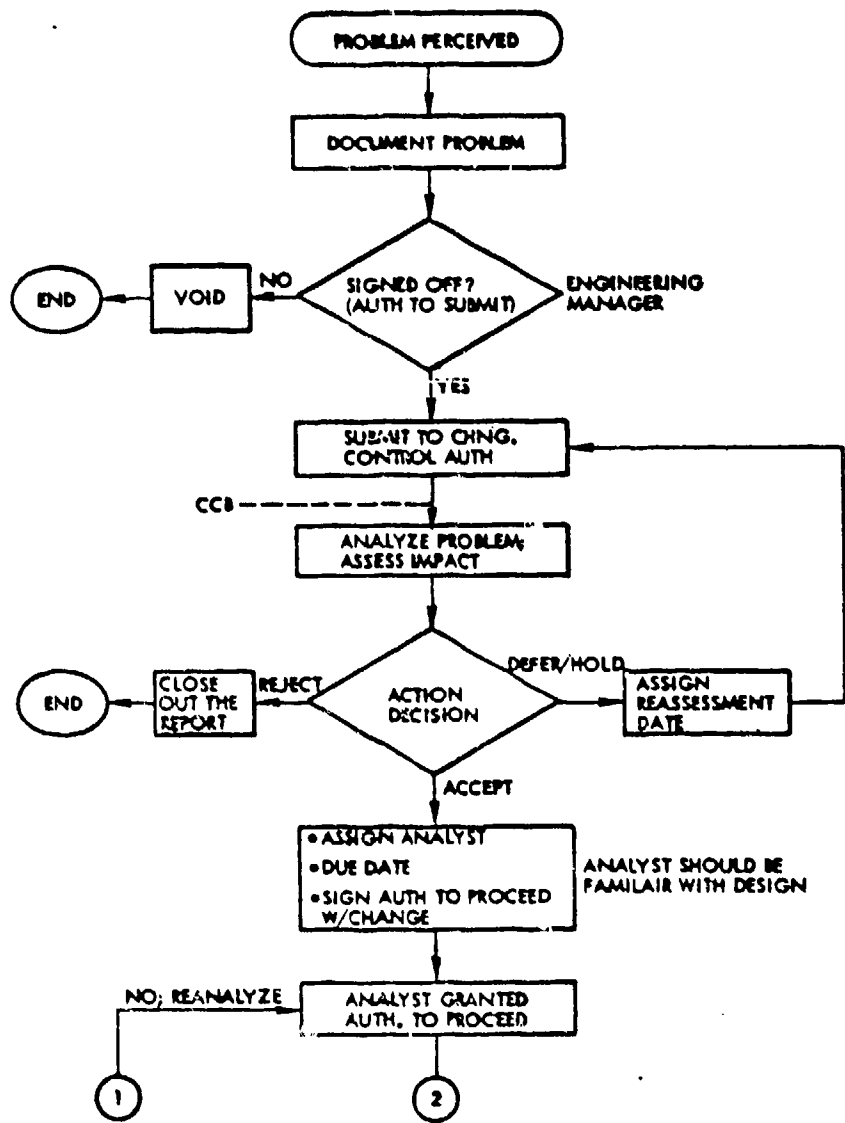 PROBLEM PERCEIVED
DOCUMENT PROBLEM
SIGNED OFF?
(AUTH TO SUBMIT)
ENGINEERING
MANAGER
NO
VOID
END
YES
SUBMIT TO CHNG.
CONTROL AUTH
CCB
ANALYZE PROBLEM;
ASSESS IMPACT
ACTION
DECISION
REJECT
CLOSE
OUT THE
REPORT
END
DEFER/HOLD
ASSIGN
REASSESSMENT
DATE
ACCEPT
• ASSIGN ANALYST
• DUE DATE
• SIGN AUTH TO PROCEED
W/CHANGE
ANALYST SHOULD BE
FAMILAIR WITH DESIGN
NO; REANALYZE
ANALYST GRANTED
AUTH. TO PROCEED
1
2